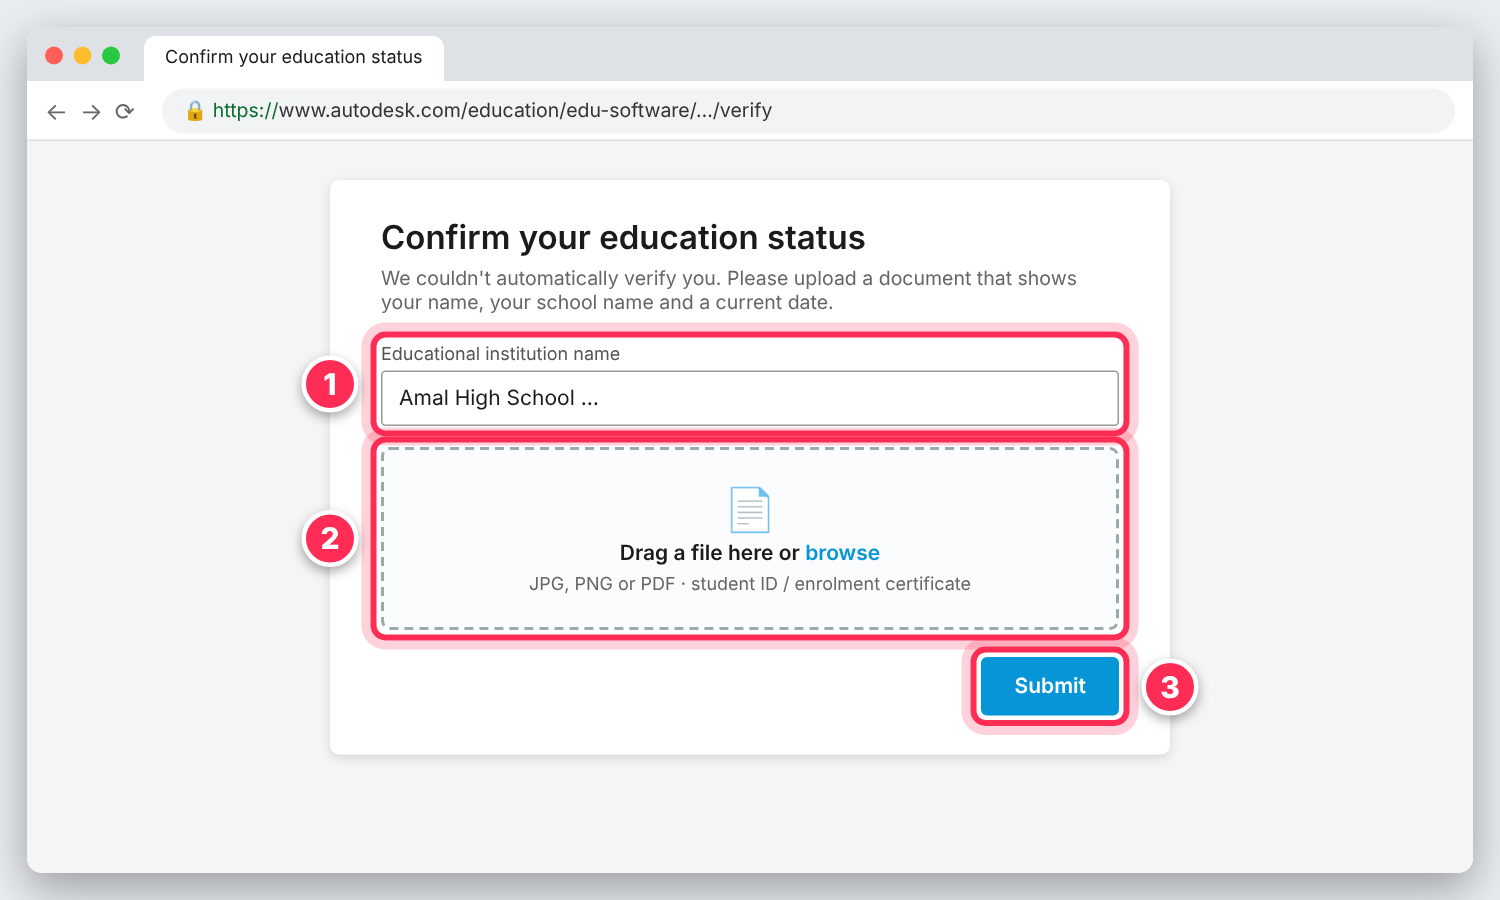 Confirm your education status
https://www.autodesk.com/education/edu-software/.../verify
Confirm your education status
We couldn't automatically verify you. Please upload a document that shows
your name, your school name and a current date.
Educational institution name
1
Amal High School ...
2
Drag a file here or browse
JPG, PNG or PDF · student ID / enrolment certificate
Submit
3